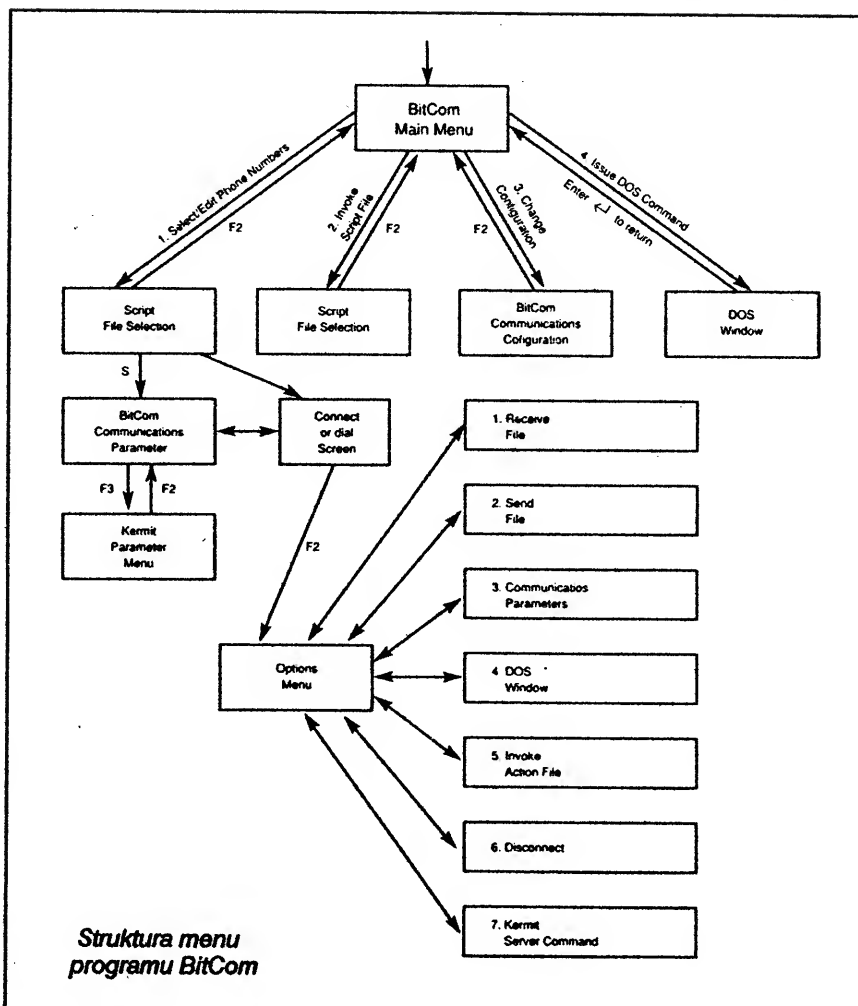 BitCom
Main Menu
1. Select/Edit Phone Numbers
F2
2. Invoke
Script File
F2
3. Change
Configuration
F2
4. Issue DOS Command
Enter ↵ to return
Script
File Selection
Script
File Selection
BitCom
Communications
Cofiguration
DOS
Window
S
BitCom
Communications
Parameter
Connect
or dial
Screen
F3
F2
Kermit
Parameter
Menu
F2
Options
Menu
1. Receive
File
2. Send
File
3. Communicatios
Parameters
4 DOS
Window
5. Invoke
Action File
6. Disconnect
7. Kermit
Server Command
Struktura menu
programu BitCom